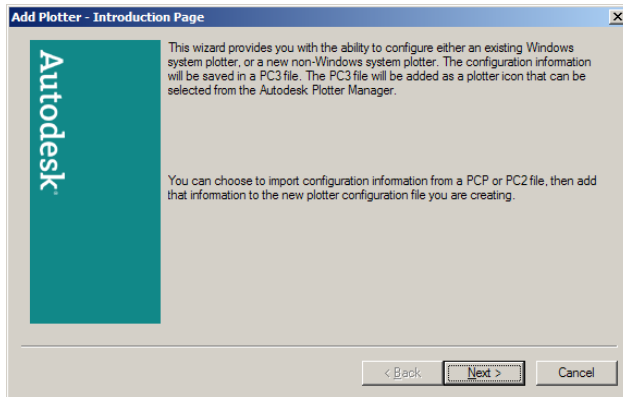 Add Plotter - Introduction Page
Autodesk
This wizard provides you with the ability to configure either an existing Windows
system plotter, or a new non-Windows system plotter. The configuration information
will be saved in a PC3 file. The PC3 file will be added as a plotter icon that can be
selected from the Autodesk Plotter Manager.
You can choose to import configuration information from a PCP or PC2 file, then add
that information to the new plotter configuration file you are creating.
< Back
Next >
Cancel